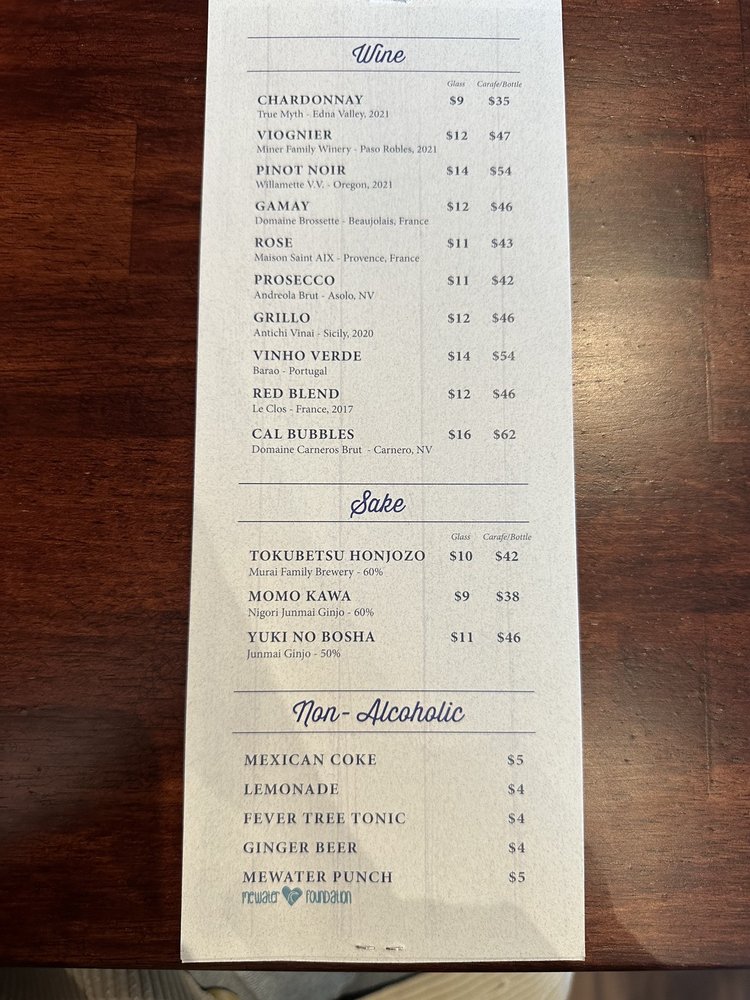 Wine
Glass Carafe/Bottle
CHARDONNAY $9 $35
True Myth - Edna Valley, 2021
VIOGNIER $12 $47
Miner Family Winery - Paso Robles, 2021
PINOT NOIR $14 $54
Willamette V.V. - Oregon, 2021
GAMAY $12 $46
Domaine Brossette - Beaujolais, France
ROSE $11 $43
Maison Saint AIX - Provence, France
PROSECCO $11 $42
Andreola Brut - Asolo, NV
GRILLO $12 $46
Antichi Vinai - Sicily, 2020
VINHO VERDE $14 $54
Barao - Portugal
RED BLEND $12 $46
Le Clos - France, 2017
CAL BUBBLES $16 $62
Domaine Carneros Brut - Carnero, NV
Sake
Glass Carafe/Bottle
TOKUBETSU HONJOZO $10 $42
Murai Family Brewery - 60%
MOMO KAWA $9 $38
Nigori Junmai Ginjo - 60%
YUKI NO BOSHA $11 $46
Junmai Ginjo - 50%
Non-Alcoholic
MEXICAN COKE $5
LEMONADE $4
FEVER TREE TONIC $4
GINGER BEER $4
MEWATER PUNCH $5
mewater foundation